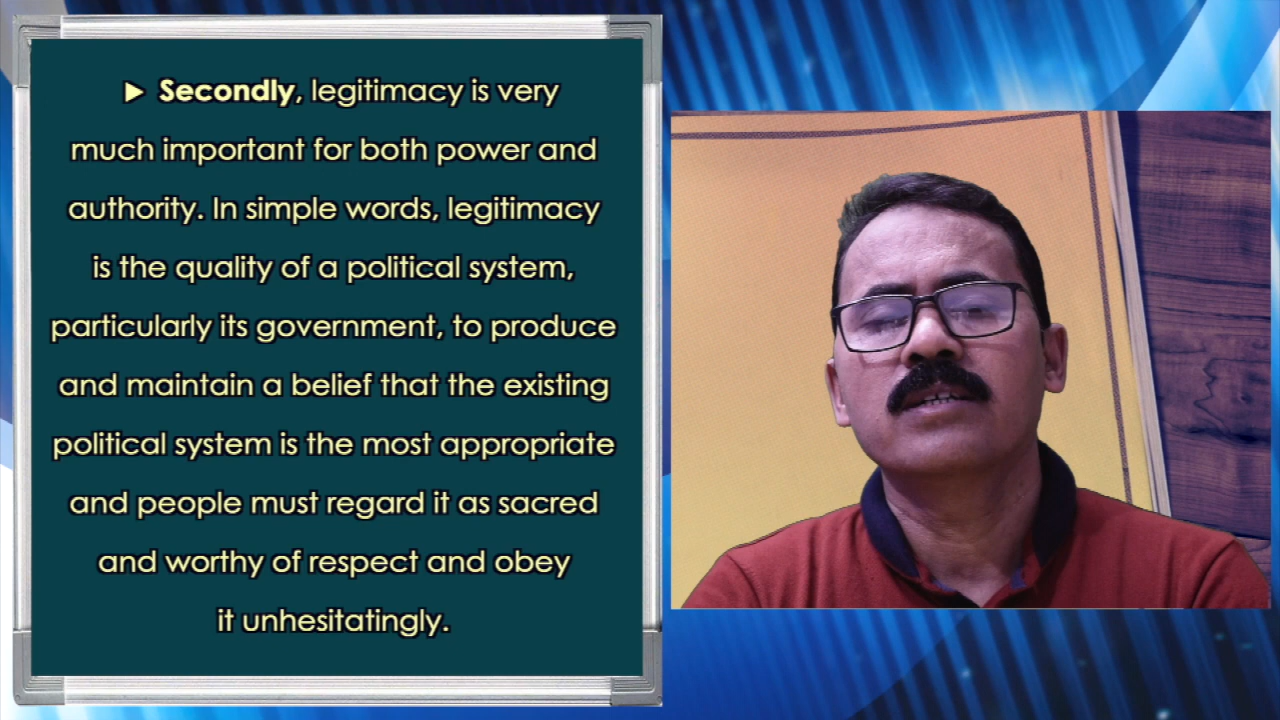 ► Secondly, legitimacy is very
much important for both power and
authority. In simple words, legitimacy
is the quality of a political system,
particularly its government, to produce
and maintain a belief that the existing
political system is the most appropriate
and people must regard it as sacred
and worthy of respect and obey
it unhesitatingly.